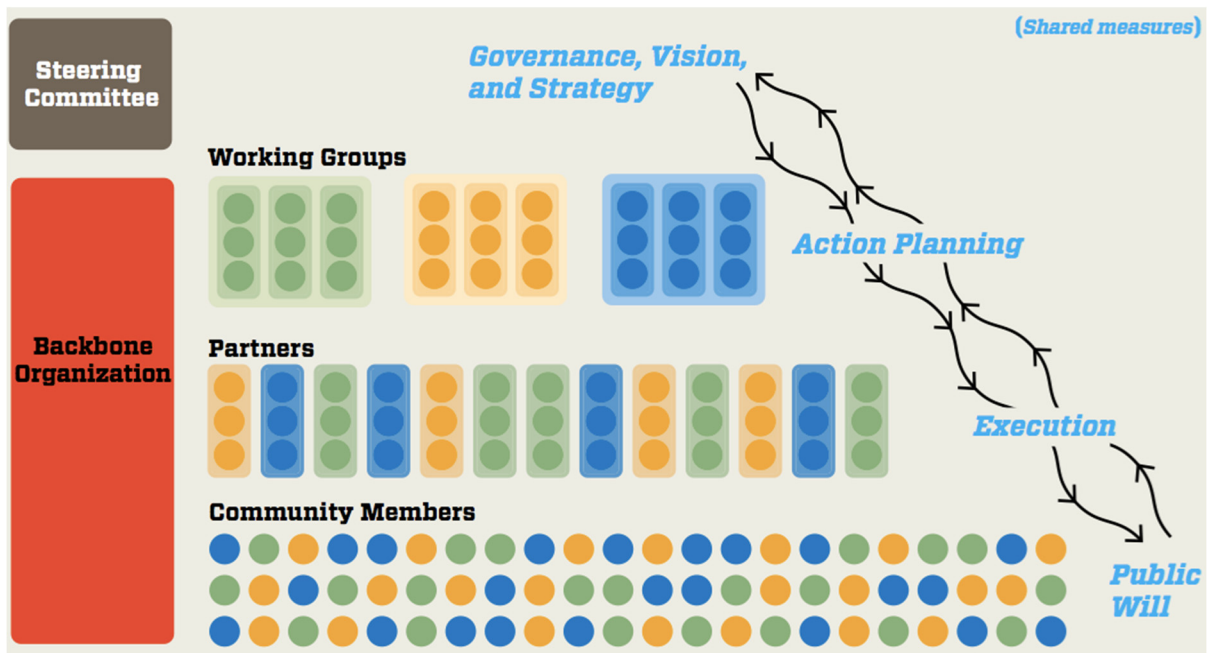 Steering
Committee
(Shared measures)
Governance, Vision,
and Strategy
Working Groups
Action Planning
Backbone
Organization
Partners
Execution
Community Members
Public
Will